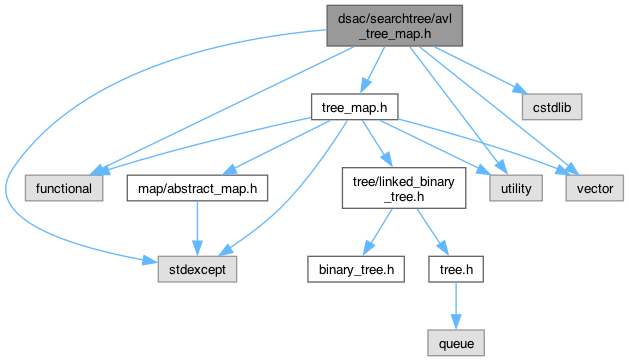 dsac/searchtree/avl
_tree_map.h
tree_map.h
cstdlib
functional
map/abstract_map.h
tree/linked_binary
_tree.h
utility
vector
stdexcept
binary_tree.h
tree.h
queue